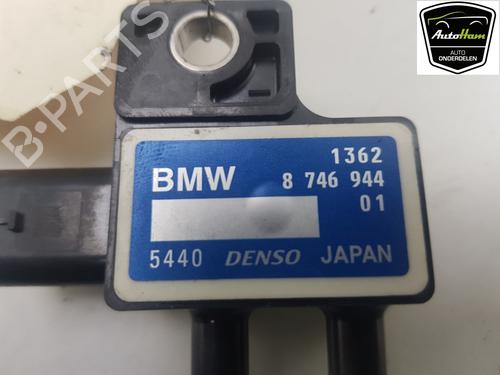 AutoHam
AUTO
ONDERDELEN
B-PARTS
1362
BMW 8 746 944
01
5440 DENSO JAPAN